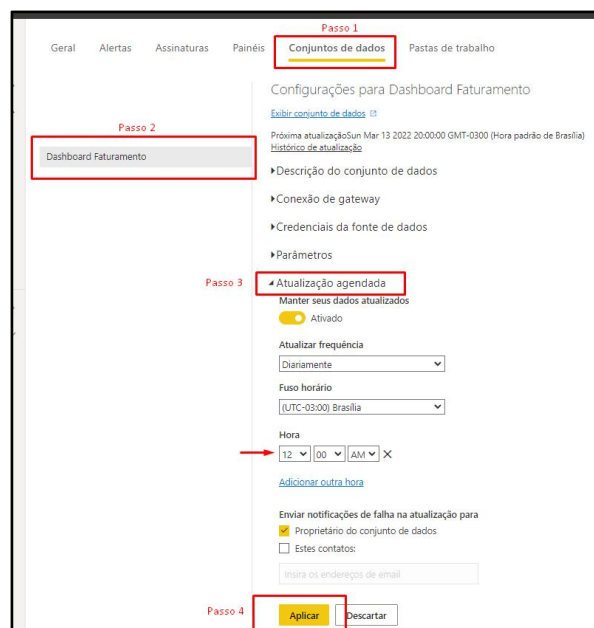 Passo 1
Geral Alertas Assinaturas Painéis Conjuntos de dados Pastas de trabalho
Configurações para Dashboard Faturamento
Exibir conjunto de dados
Passo 2
Próxima atualizaçãoSun Mar 13 2022 20:00:00 GMT-0300 (Hora padrão de Brasília)
Histórico de atualização
Dashboard Faturamento
Descrição do conjunto de dados
Conexão de gateway
Credenciais da fonte de dados
Parâmetros
Passo 3 Atualização agendada
Manter seus dados atualizados
Ativado
Atualizar frequência
Diariamente
Fuso horário
(UTC-03:00) Brasília
Hora
12 00 AM
Adicionar outra hora
Enviar notificações de falha na atualização para
Proprietário do conjunto de dados
Estes contatos:
Insira os endereços de email
Passo 4 Aplicar Descartar